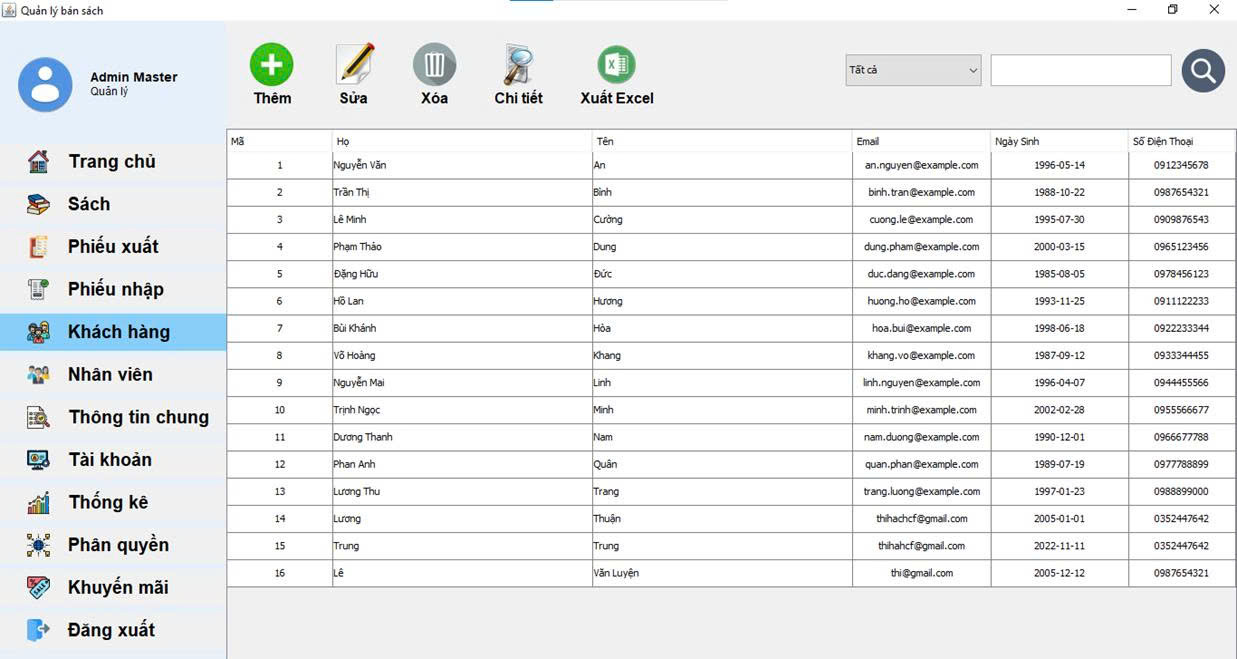 Quản lý bán sách
Admin Master
Quản lý
Thêm
Sửa
Xóa
Chi tiết
Xuất Excel
Tất cả
Trang chủ
Sách
Phiếu xuất
Phiếu nhập
Khách hàng
Nhân viên
Thông tin chung
Tài khoản
Thống kê
Phân quyền
Khuyến mãi
Đăng xuất
Mã Họ Tên Email Ngày Sinh Số Điện Thoại
1 Nguyễn Văn An an.nguyen@example.com 1996-05-14 0912345678
2 Trần Thị Bình binh.tran@example.com 1988-10-22 0987654321
3 Lê Minh Cường cuong.le@example.com 1995-07-30 0909876543
4 Phạm Thảo Dung dung.pham@example.com 2000-03-15 0965123456
5 Đặng Hữu Đức duc.dang@example.com 1985-08-05 0978456123
6 Hồ Lan Hương huong.ho@example.com 1993-11-25 0911122233
7 Bùi Khánh Hòa hoa.bui@example.com 1998-06-18 0922233344
8 Võ Hoàng Khang khang.vo@example.com 1987-09-12 0933344455
9 Nguyễn Mai Linh linh.nguyen@example.com 1996-04-07 0944455566
10 Trịnh Ngọc Minh minh.trinh@example.com 2002-02-28 0955566677
11 Dương Thanh Nam nam.duong@example.com 1990-12-01 0966677788
12 Phan Anh Quân quan.phan@example.com 1989-07-19 0977788899
13 Lương Thu Trang trang.luong@example.com 1997-01-23 0988899000
14 Lương Thuận thihachcf@gmail.com 2005-01-01 0352447642
15 Trung Trung thihahcf@gmail.com 2022-11-11 0352447642
16 Lê Văn Luyện thi@gmail.com 2005-12-12 0987654321